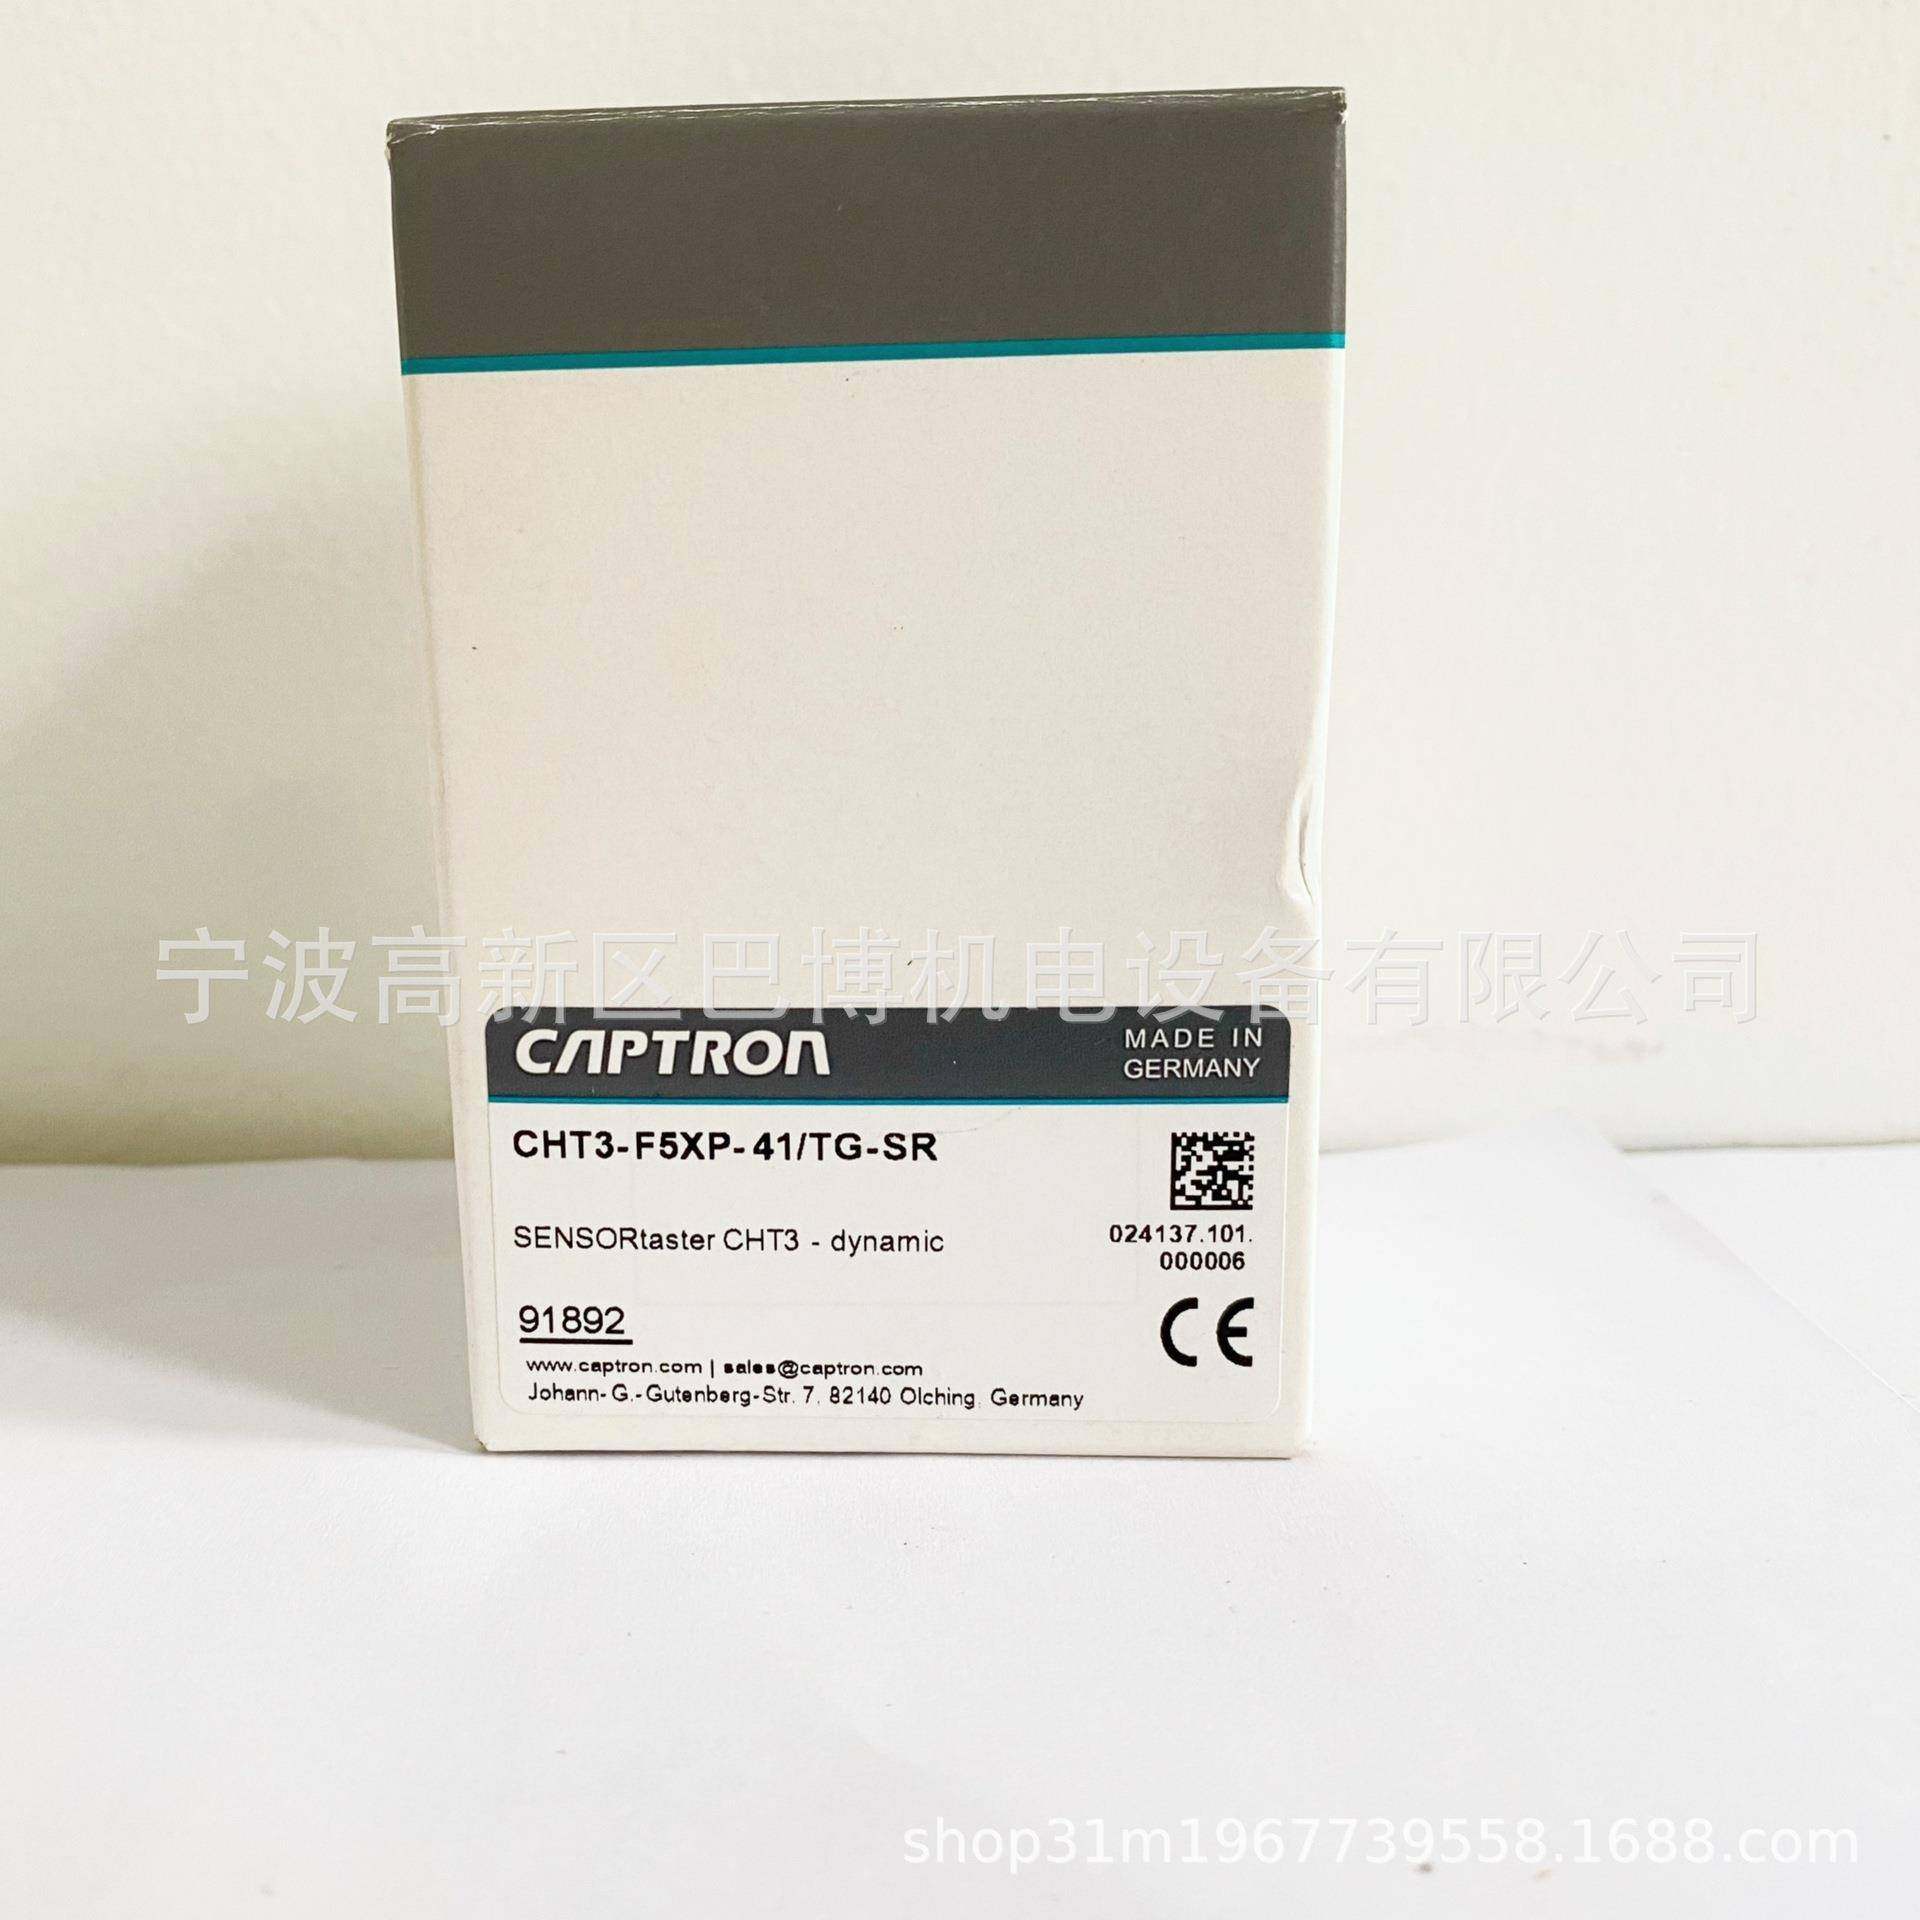 宁波高新区巴博机电设备有限公司
CAPTRON
MADE IN
GERMANY
CHT3-F5XP-41/TG-SR
SENSORtaster CHT3 - dynamic
024137.101.
000006
91892
CE
www.captron.com | sales@captron.com
Johann-G.-Gutenberg-Str. 7, 82140 Olching, Germany
shop31m1967739558.1688.com